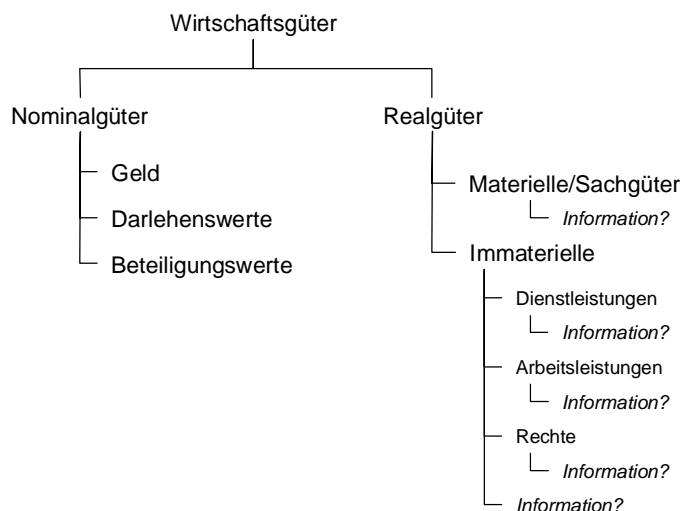 Wirtschaftsgüter
Nominalgüter
Geld
Darlehenswerte
Beteiligungswerte
Realgüter
Materielle/Sachgüter
Information?
Immaterielle
Dienstleistungen
Information?
Arbeitsleistungen
Information?
Rechte
Information?
Information?